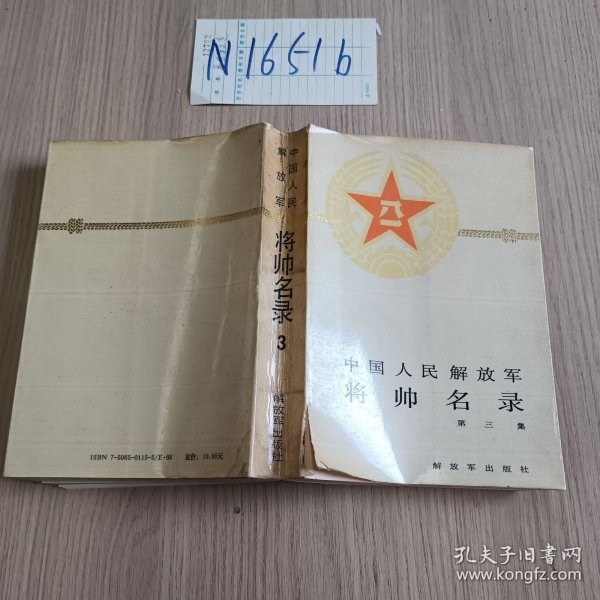 N16516
中国人民
解放军
将帅名录
3
解放军出版社
八一
中国人民解放军
将帅名录
第三集
解放军出版社
ISBN 7-5065-0115-5/E·66 定价：10.00元
孔夫子旧书网
www.kongfz.com